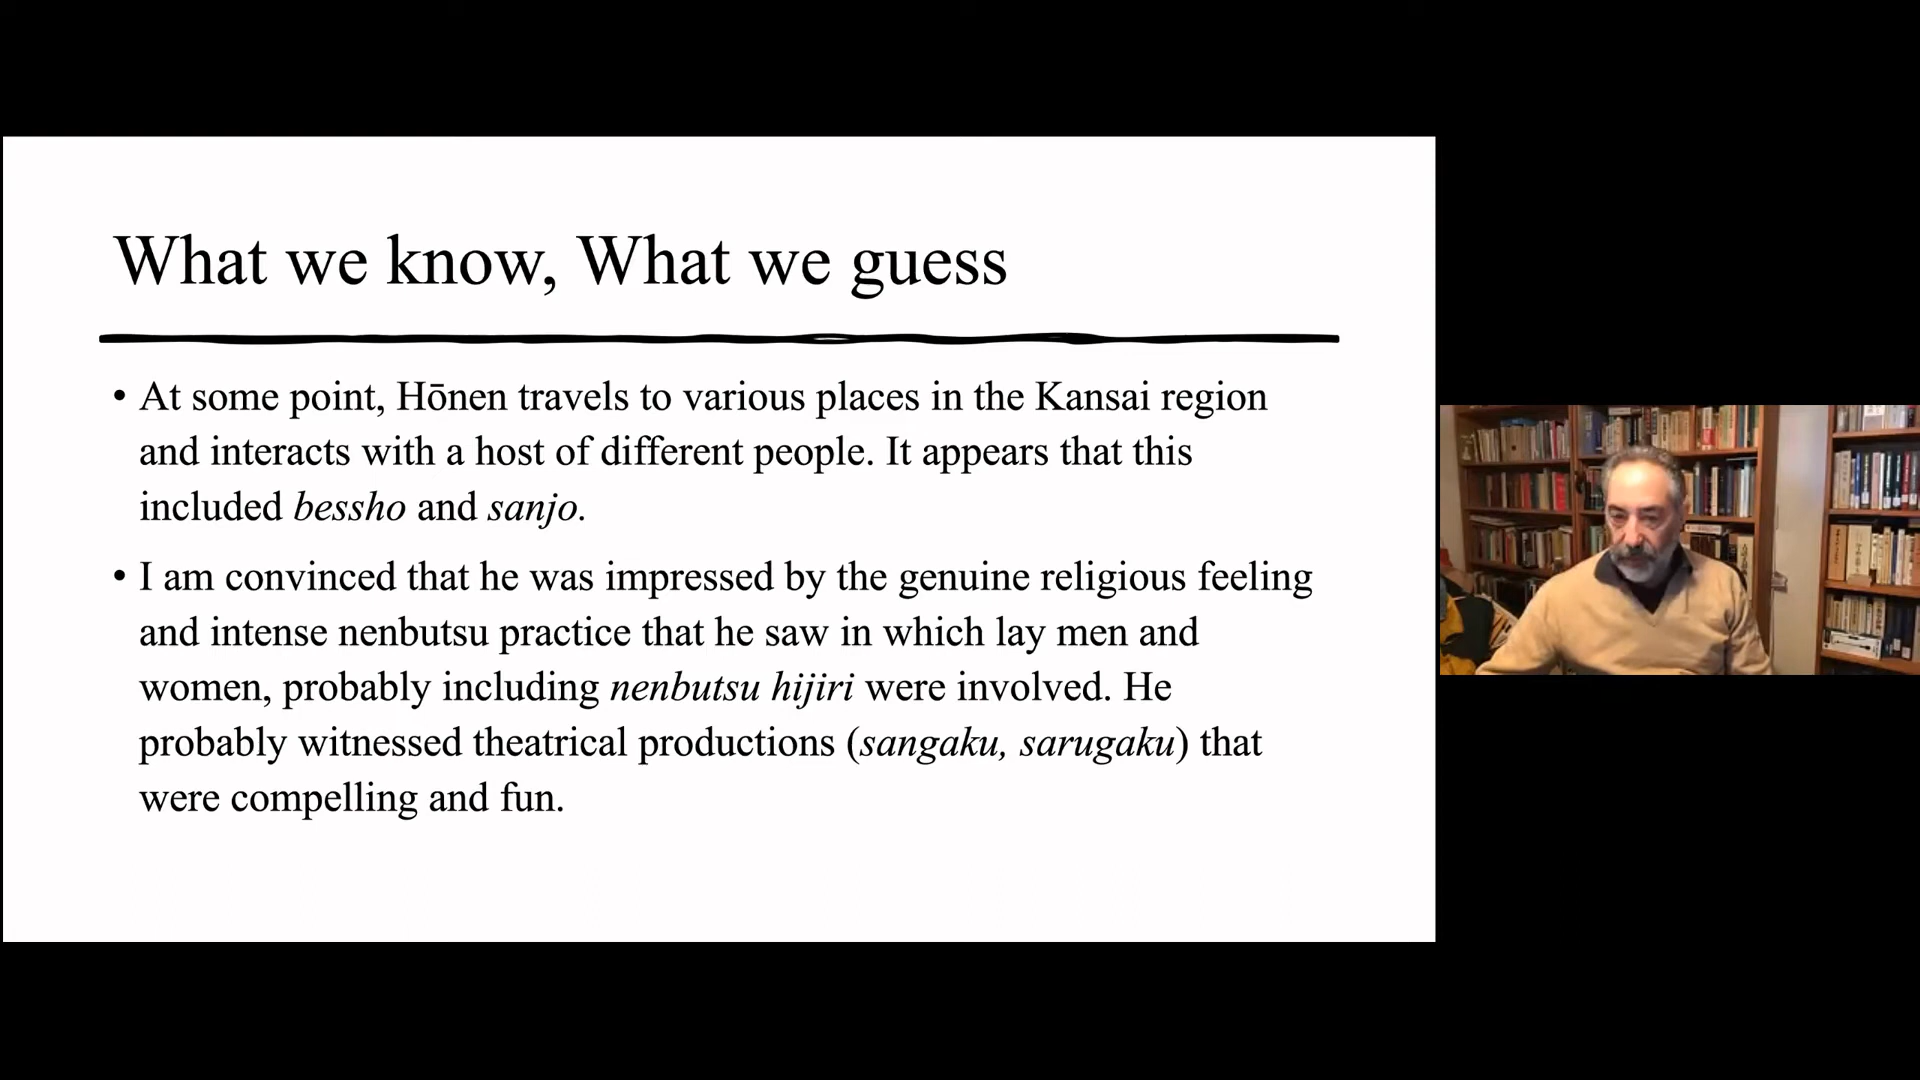 What we know, What we guess
• At some point, Hōnen travels to various places in the Kansai region
and interacts with a host of different people. It appears that this
included bessho and sanjo.
• I am convinced that he was impressed by the genuine religious feeling
and intense nenbutsu practice that he saw in which lay men and
women, probably including nenbutsu hijiri were involved. He
probably witnessed theatrical productions (sangaku, sarugaku) that
were compelling and fun.